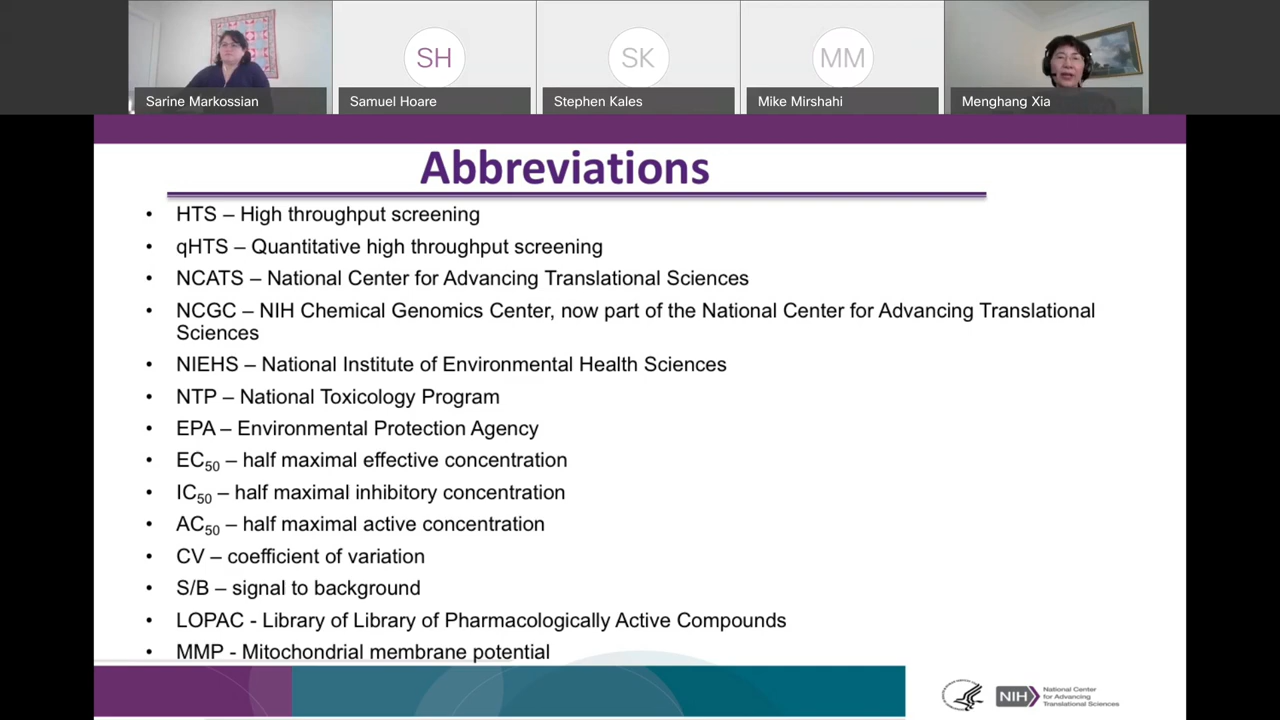 SH
SK
MM
Sarine Markossian
Samuel Hoare
Stephen Kales
Mike Mirshahi
Menghang Xia
Abbreviations
• HTS – High throughput screening
• qHTS – Quantitative high throughput screening
• NCATS – National Center for Advancing Translational Sciences
• NCGC – NIH Chemical Genomics Center, now part of the National Center for Advancing Translational
Sciences
• NIEHS – National Institute of Environmental Health Sciences
• NTP – National Toxicology Program
• EPA – Environmental Protection Agency
• EC50 – half maximal effective concentration
• IC50 – half maximal inhibitory concentration
• AC50 – half maximal active concentration
• CV – coefficient of variation
• S/B – signal to background
• LOPAC - Library of Library of Pharmacologically Active Compounds
• MMP - Mitochondrial membrane potential
NIH
National Center
for Advancing
Translational Sciences